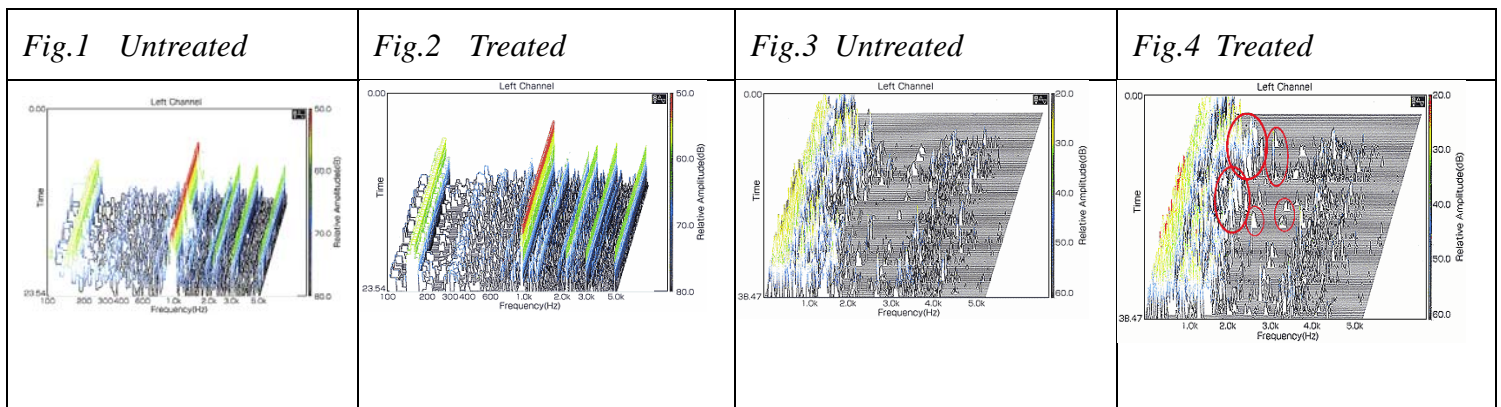 Fig.1 Untreated
Fig.2 Treated
Fig.3 Untreated
Fig.4 Treated
Left Channel
0.00
50.0
60.0
70.0
80.0
Relative Amplitude(dB)
Time
23.54
100 200 300 400 600 1.0k 2.0k 3.0k 5.0k
Frequency(Hz)
Left Channel
0.00
50.0
60.0
70.0
80.0
Relative Amplitude(dB)
Time
23.54
100 200 300 400 600 1.0k 2.0k 3.0k 5.0k
Frequency(Hz)
Left Channel
0.00
20.0
30.0
40.0
50.0
60.0
Relative Amplitude(dB)
Time
38.47
1.0k 2.0k 3.0k 4.0k 5.0k
Frequency(Hz)
Left Channel
0.00
20.0
30.0
40.0
50.0
60.0
Relative Amplitude(dB)
Time
38.47
1.0k 2.0k 3.0k 4.0k 5.0k
Frequency(Hz)